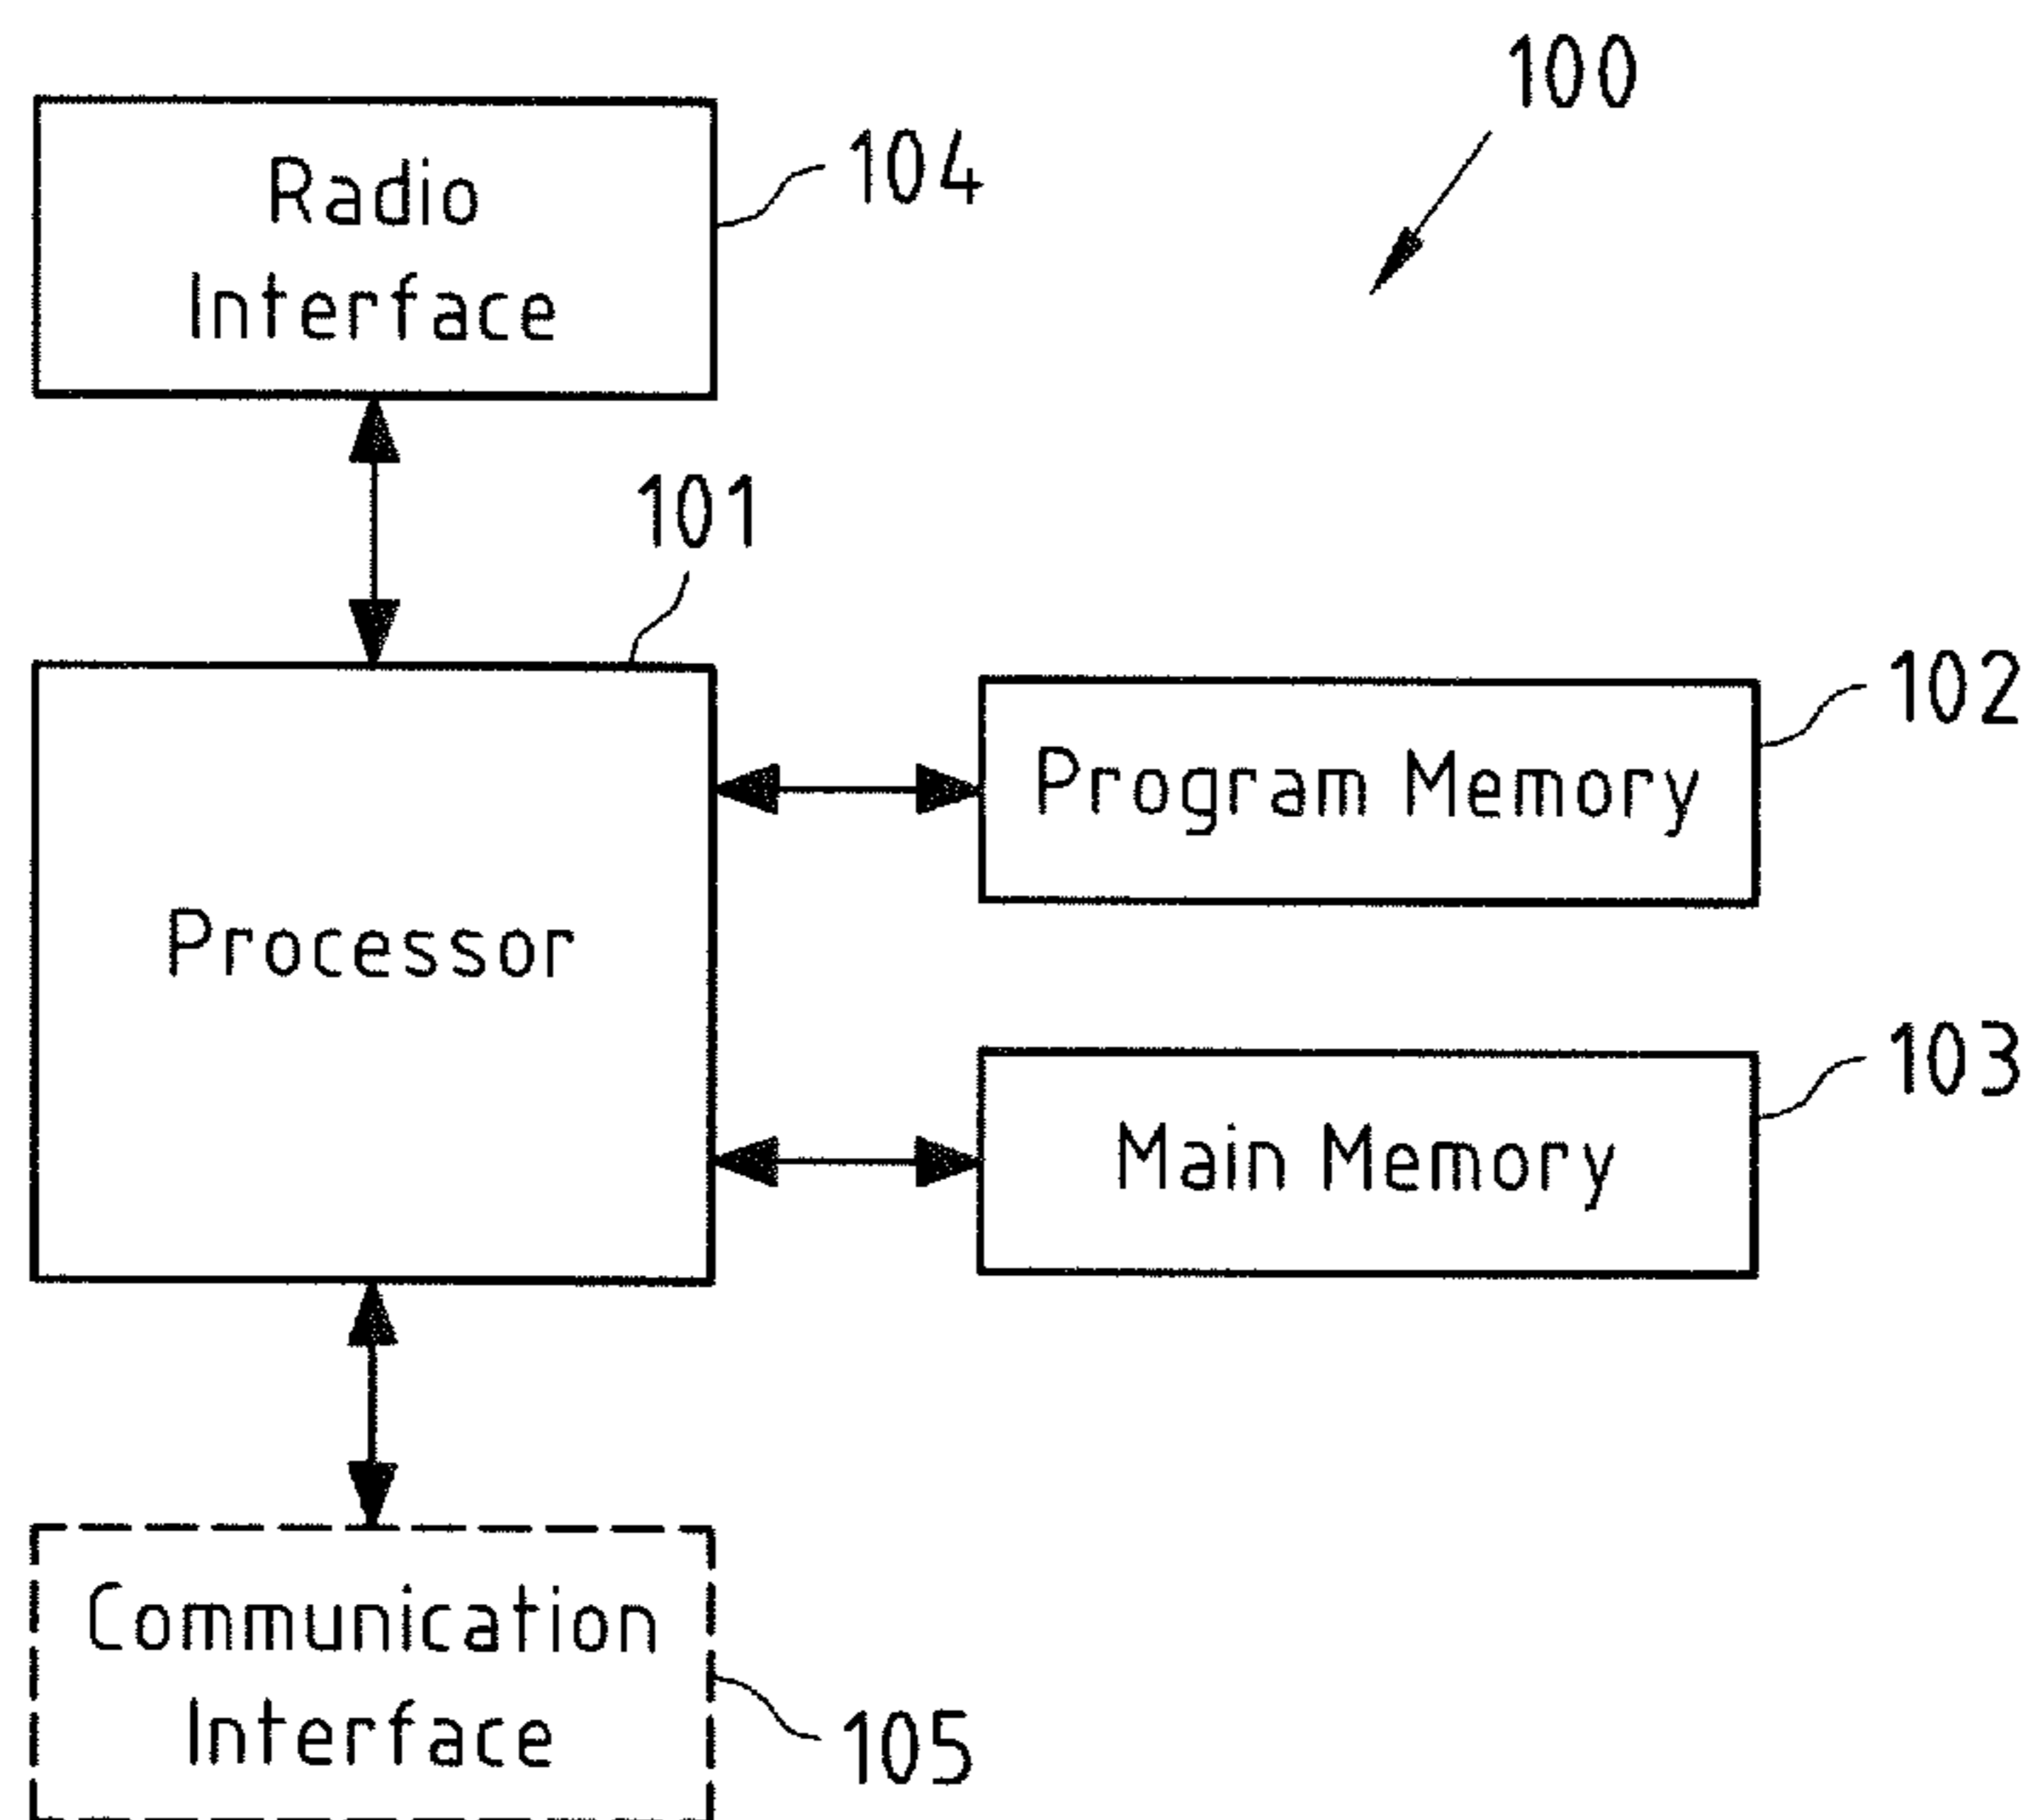 100
Radio
Interface
104
101
Processor
Program Memory
102
Main Memory
103
Communication
Interface
105